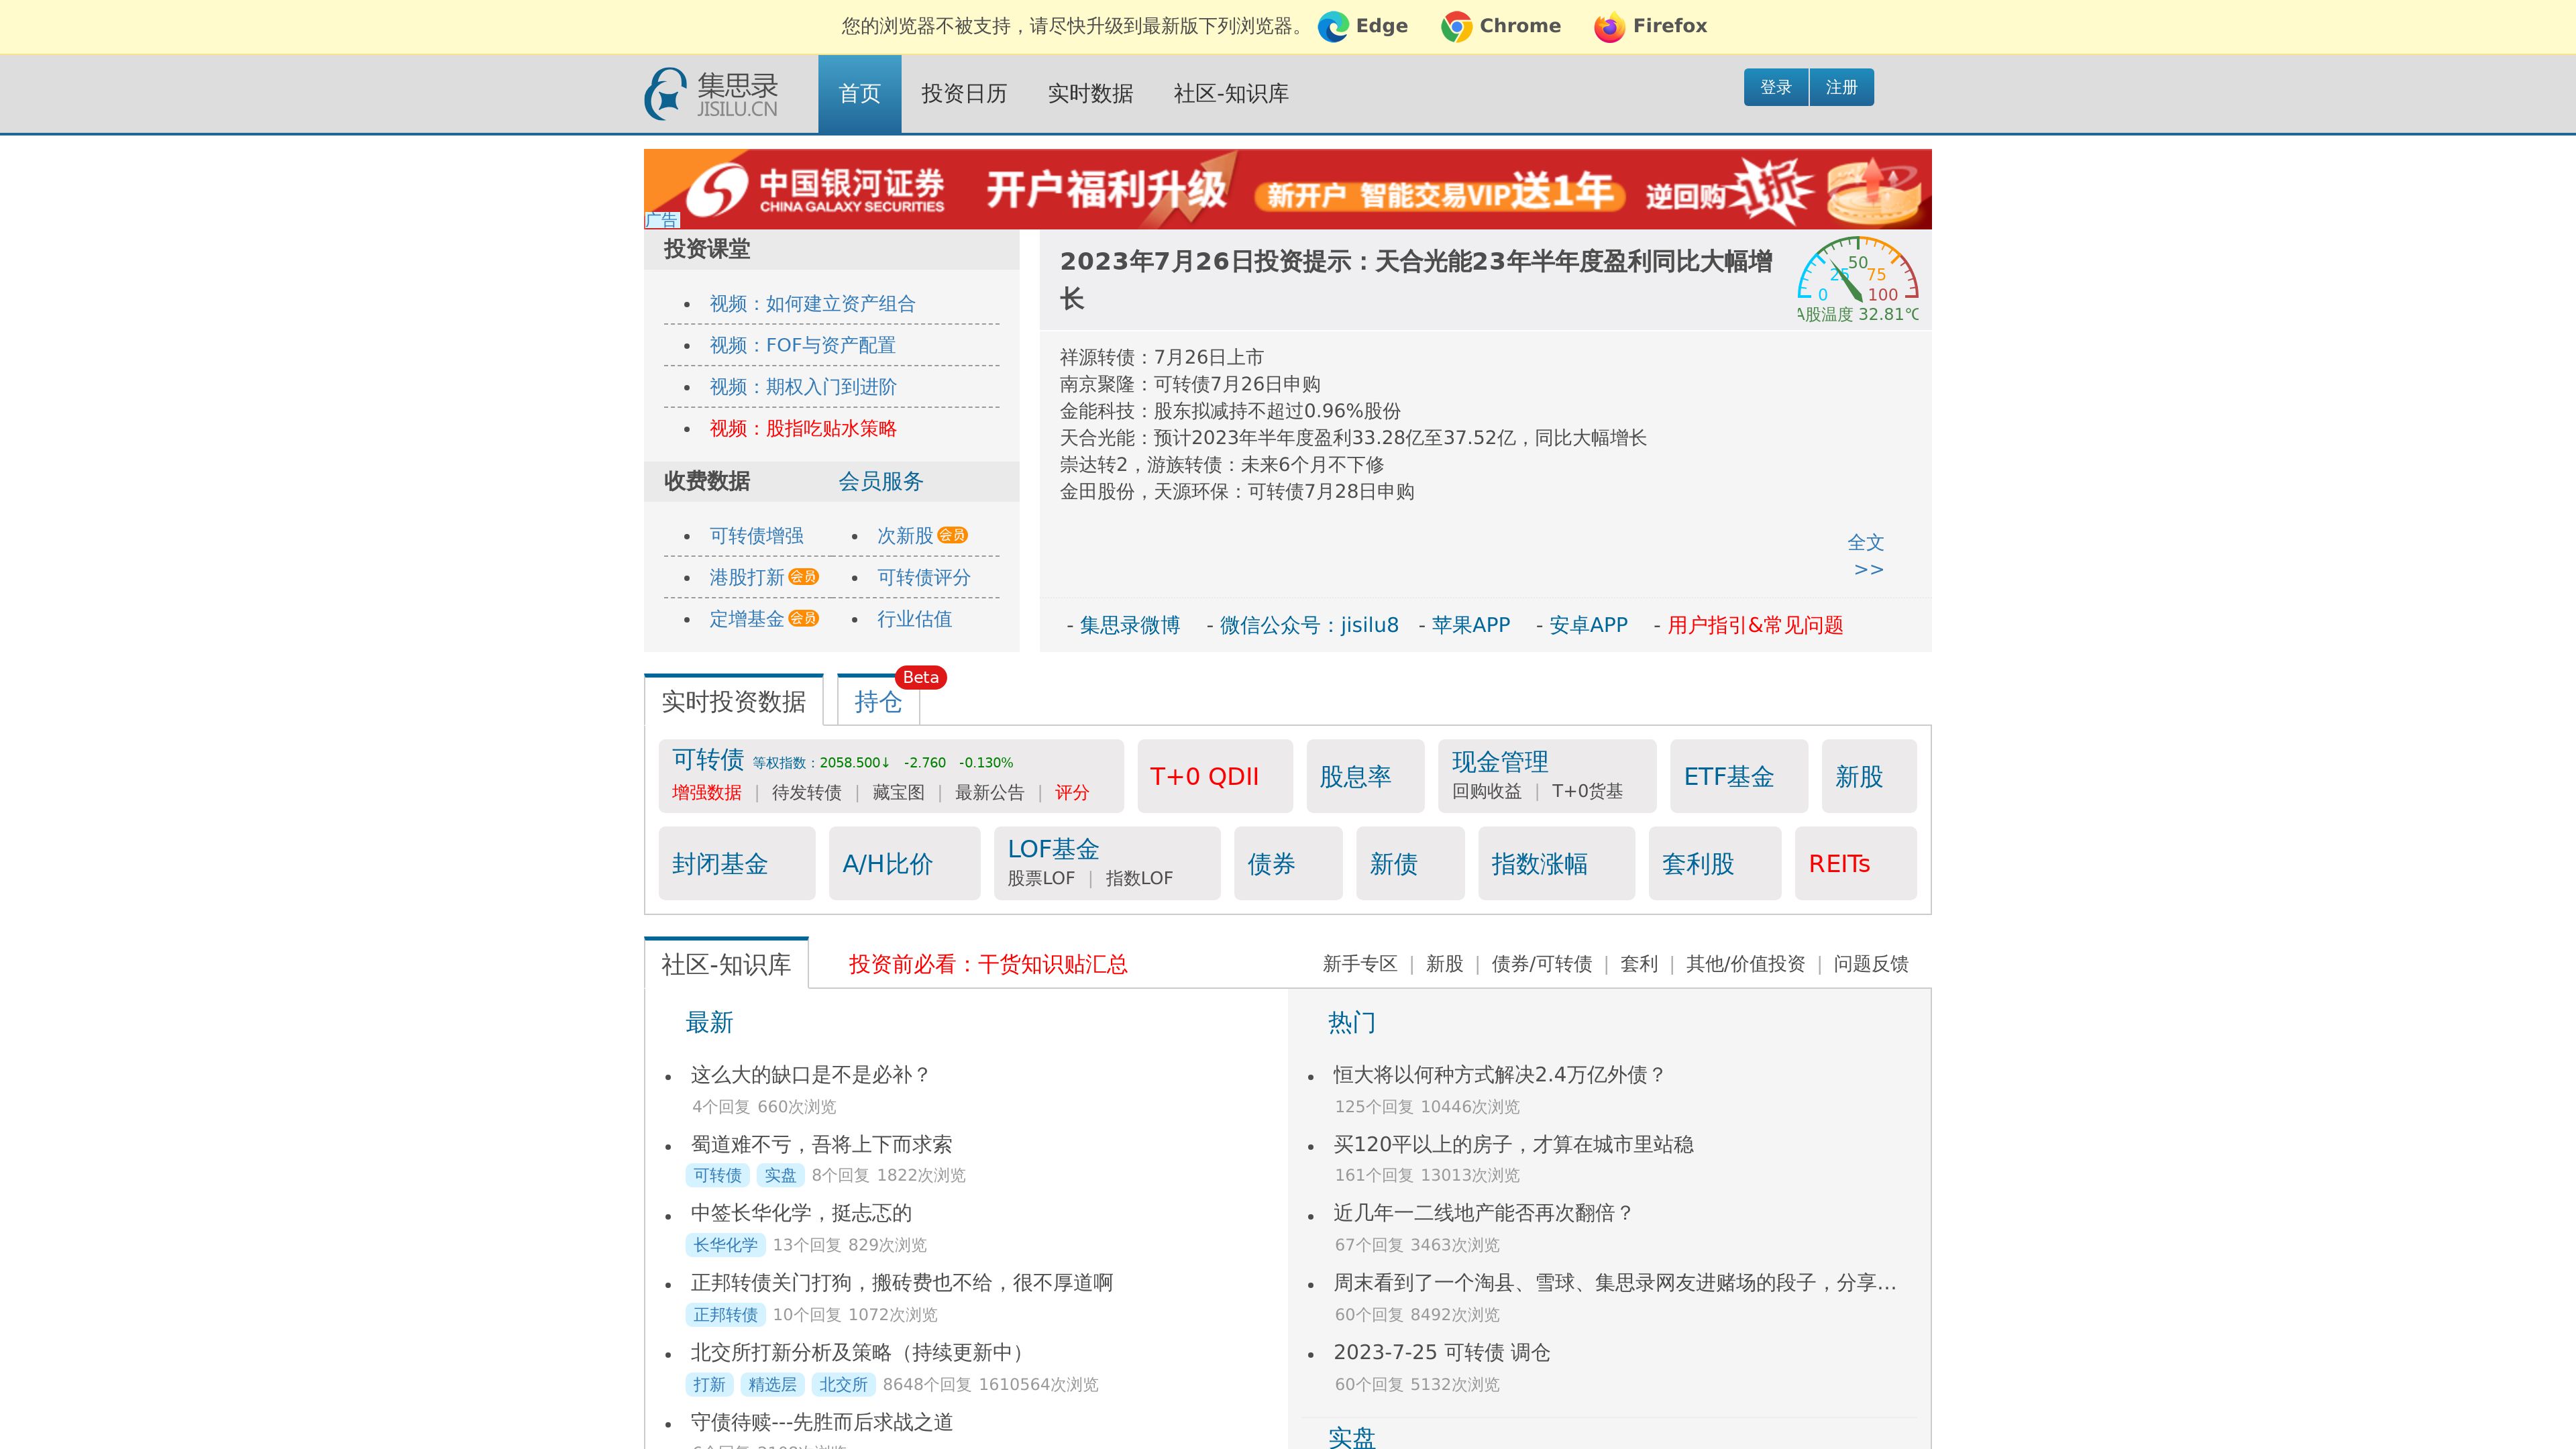 您的浏览器不被支持，请尽快升级到最新版下列浏览器。 Edge Chrome Firefox
集思录
JISILU.CN
首页 投资日历 实时数据 社区-知识库
登录 注册
中国银河证券
CHINA GALAXY SECURITIES
开户福利升级 新开户 智能交易VIP送1年 逆回购1折
广告
投资课堂
视频：如何建立资产组合
视频：FOF与资产配置
视频：期权入门到进阶
视频：股指吃贴水策略
收费数据 会员服务
可转债增强 次新股 会员
港股打新 会员 可转债评分
定增基金 会员 行业估值
2023年7月26日投资提示：天合光能23年半年度盈利同比大幅增
长
0 25 50 75 100
A股温度 32.81℃
祥源转债：7月26日上市
南京聚隆：可转债7月26日申购
金能科技：股东拟减持不超过0.96%股份
天合光能：预计2023年半年度盈利33.28亿至37.52亿，同比大幅增长
崇达转2，游族转债：未来6个月不下修
金田股份，天源环保：可转债7月28日申购
全文
>>
- 集思录微博 - 微信公众号：jisilu8 - 苹果APP - 安卓APP - 用户指引&常见问题
实时投资数据 持仓 Beta
可转债 等权指数：2058.500↓ -2.760 -0.130%
增强数据 | 待发转债 | 藏宝图 | 最新公告 | 评分
T+0 QDII
股息率
现金管理
回购收益 | T+0货基
ETF基金
新股
封闭基金
A/H比价
LOF基金
股票LOF | 指数LOF
债券
新债
指数涨幅
套利股
REITs
社区-知识库 投资前必看：干货知识贴汇总 新手专区 | 新股 | 债券/可转债 | 套利 | 其他/价值投资 | 问题反馈
最新
这么大的缺口是不是必补？
4个回复 660次浏览
蜀道难不亏，吾将上下而求索
可转债 实盘 8个回复 1822次浏览
中签长华化学，挺忐忑的
长华化学 13个回复 829次浏览
正邦转债关门打狗，搬砖费也不给，很不厚道啊
正邦转债 10个回复 1072次浏览
北交所打新分析及策略（持续更新中）
打新 精选层 北交所 8648个回复 1610564次浏览
守债待赎---先胜而后求战之道
热门
恒大将以何种方式解决2.4万亿外债？
125个回复 10446次浏览
买120平以上的房子，才算在城市里站稳
161个回复 13013次浏览
近几年一二线地产能否再次翻倍？
67个回复 3463次浏览
周末看到了一个淘县、雪球、集思录网友进赌场的段子，分享…
60个回复 8492次浏览
2023-7-25 可转债 调仓
60个回复 5132次浏览
实盘